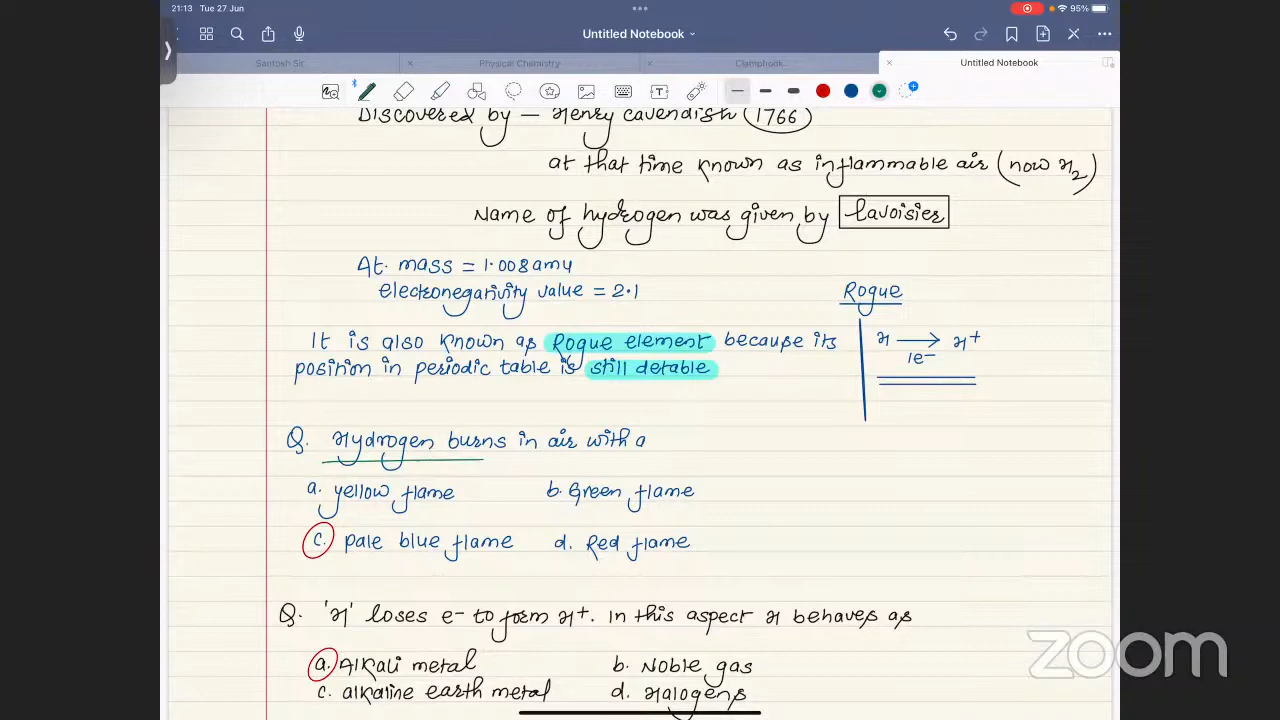 21:13 Tue 27 Jun
95%
Untitled Notebook
Santosh Sir
Physical Chemistry
Clamphook
Untitled Notebook
Discovered by — Henry cavendish (1766)
at that time known as inflammable air (now H2)
Name of hydrogen was given by Lavoisier
At. mass = 1.008 amu
electronegativity value = 2.1
Rogue
It is also known as Rogue element because its
position in periodic table is still detable
H → H+
1e-
Q. Hydrogen burns in air with a
a. yellow flame b. Green flame
c. pale blue flame d. Red flame
Q. 'H' loses e- to form H+. In this aspect H behaves as
a. Alkali metal b. Noble gas
c. alkaline earth metal d. Halogens
zoom